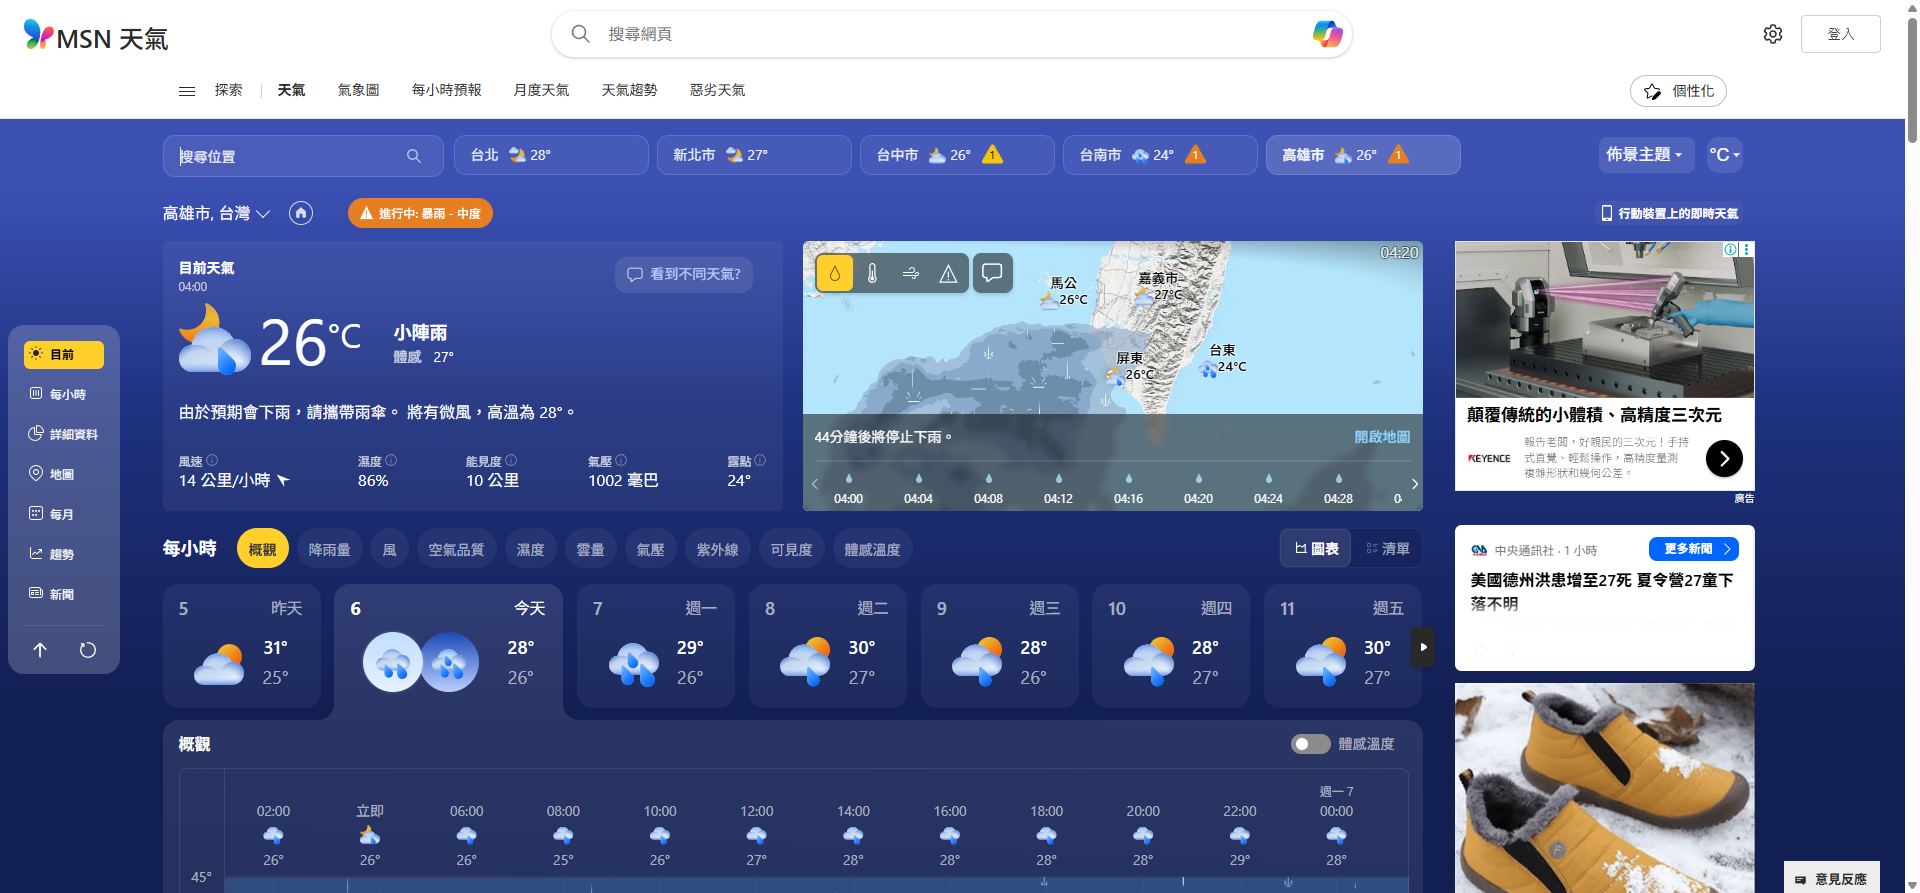 MSN 天氣
搜尋網頁
登入
探索
天氣
氣象圖
每小時預報
月度天氣
天氣趨勢
惡劣天氣
個性化
搜尋位置
台北 28°
新北市 27°
台中市 26° 1
台南市 24° 1
高雄市 26° 1
佈景主題
°C
高雄市, 台灣
進行中: 暴雨 - 中度
行動裝置上的即時天氣
目前天氣
04:00
看到不同天氣?
26°C
小陣雨
體感 27°
由於預期會下雨，請攜帶雨傘。 將有微風，高溫為 28°。
風速
14 公里/小時
濕度
86%
能見度
10 公里
氣壓
1002 毫巴
露點
24°
04:20
馬公
26°C
嘉義市
27°C
屏東
26°C
台東
24°C
44分鐘後將停止下雨。
開啟地圖
04:00 04:04 04:08 04:12 04:16 04:20 04:24 04:28
目前
每小時
詳細資料
地圖
每月
趨勢
新聞
顛覆傳統的小體積、高精度三次元
KEYENCE
報告老闆，好親民的三次元！手持
式直覺、輕鬆操作，高精度量測
複雜形狀和幾何公差。
廣告
每小時
概觀
降雨量
風
空氣品質
濕度
雲量
氣壓
紫外線
可見度
體感溫度
圖表
清單
5 昨天
31°
25°
6 今天
28°
26°
7 週一
29°
26°
8 週二
30°
27°
9 週三
28°
26°
10 週四
28°
27°
11 週五
30°
27°
CNA 中央通訊社 · 1 小時
更多新聞
美國德州洪患增至27死 夏令營27童下
落不明
概觀
體感溫度
週一 7
02:00 立即 06:00 08:00 10:00 12:00 14:00 16:00 18:00 20:00 22:00 00:00
26° 26° 26° 25° 26° 27° 28° 28° 28° 28° 29° 28°
45°
F
意見反應